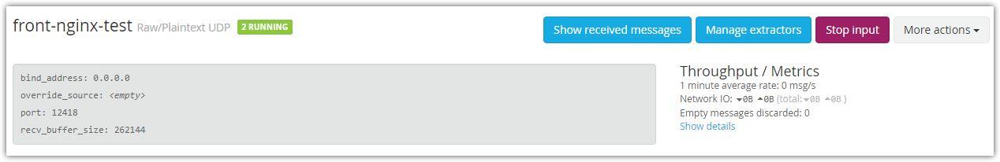 front-nginx-test Raw/Plaintext UDP 2 RUNNING
Show received messages Manage extractors Stop input More actions
bind_address: 0.0.0.0
override_source: <empty>
port: 12418
recv_buffer_size: 262144
Throughput / Metrics
1 minute average rate: 0 msg/s
Network IO: ▾0B ▴0B (total: ▾0B ▴0B )
Empty messages discarded: 0
Show details